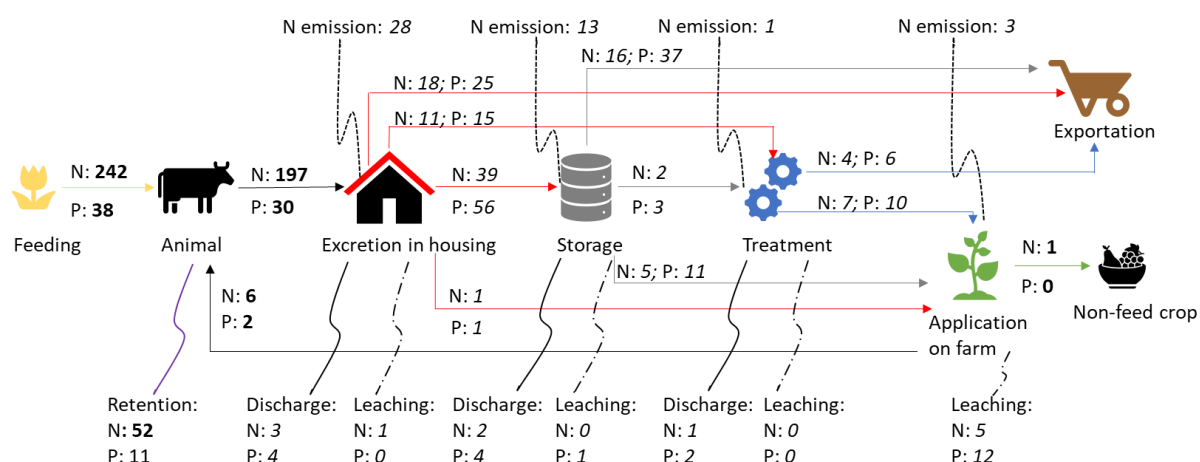 N emission: 28
N emission: 13
N emission: 1
N emission: 3
N: 16; P: 37
N: 18; P: 25
N: 11; P: 15
Exportation
N: 242
P: 38
N: 197
P: 30
N: 39
P: 56
N: 2
P: 3
N: 4; P: 6
N: 7; P: 10
Feeding
Animal
Excretion in housing
Storage
Treatment
N: 5; P: 11
N: 1
P: 0
N: 6
P: 2
N: 1
P: 1
Application
on farm
Non-feed crop
Retention:
N: 52
P: 11
Discharge:
N: 3
P: 4
Leaching:
N: 1
P: 0
Discharge:
N: 2
P: 4
Leaching:
N: 0
P: 1
Discharge:
N: 1
P: 2
Leaching:
N: 0
P: 0
Leaching:
N: 5
P: 12